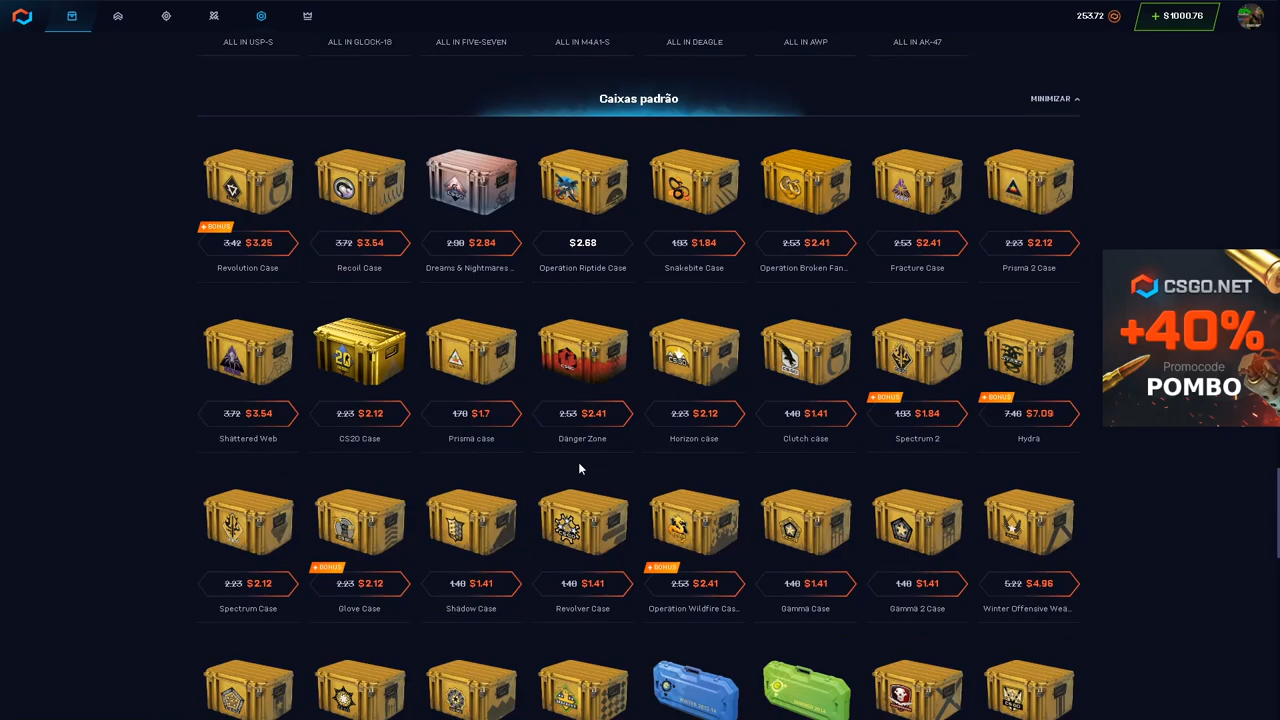 253.72
+ $1000.76
ALL IN USP-S
ALL IN GLOCK-18
ALL IN FIVE-SEVEN
ALL IN M4A1-S
ALL IN DEAGLE
ALL IN AWP
ALL IN AK-47
Caixas padrão
MINIMIZAR
+ BONUS
3.42 $3.25
3.72 $3.54
2.98 $2.84
$2.68
1.93 $1.84
2.53 $2.41
2.53 $2.41
2.23 $2.12
Revolution Case
Recoil Case
Dreams & Nightmares ...
Operation Riptide Case
Snakebite Case
Operation Broken Fan...
Fracture Case
Prisma 2 Case
CSGO.NET
+40%
Promocode
POMBO
+ BONUS
+ BONUS
3.72 $3.54
2.23 $2.12
1.78 $1.7
2.53 $2.41
2.23 $2.12
1.48 $1.41
1.93 $1.84
7.46 $7.09
Shattered Web
CS20 Case
Prisma case
Danger Zone
Horizon case
Clutch case
Spectrum 2
Hydra
+ BONUS
+ BONUS
2.23 $2.12
2.23 $2.12
1.48 $1.41
1.48 $1.41
2.53 $2.41
1.48 $1.41
1.48 $1.41
5.22 $4.96
Spectrum Case
Glove Case
Shadow Case
Revolver Case
Operation Wildfire Cas...
Gamma Case
Gamma 2 Case
Winter Offensive Wea...